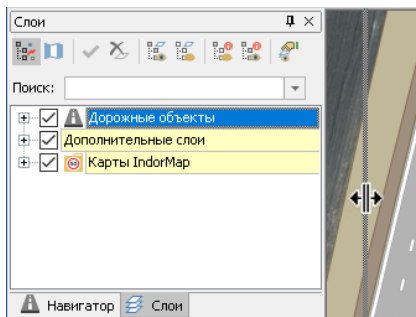 Слои
Поиск:
Дорожные объекты
Дополнительные слои
Карты IndorMap
Навигатор
Слои